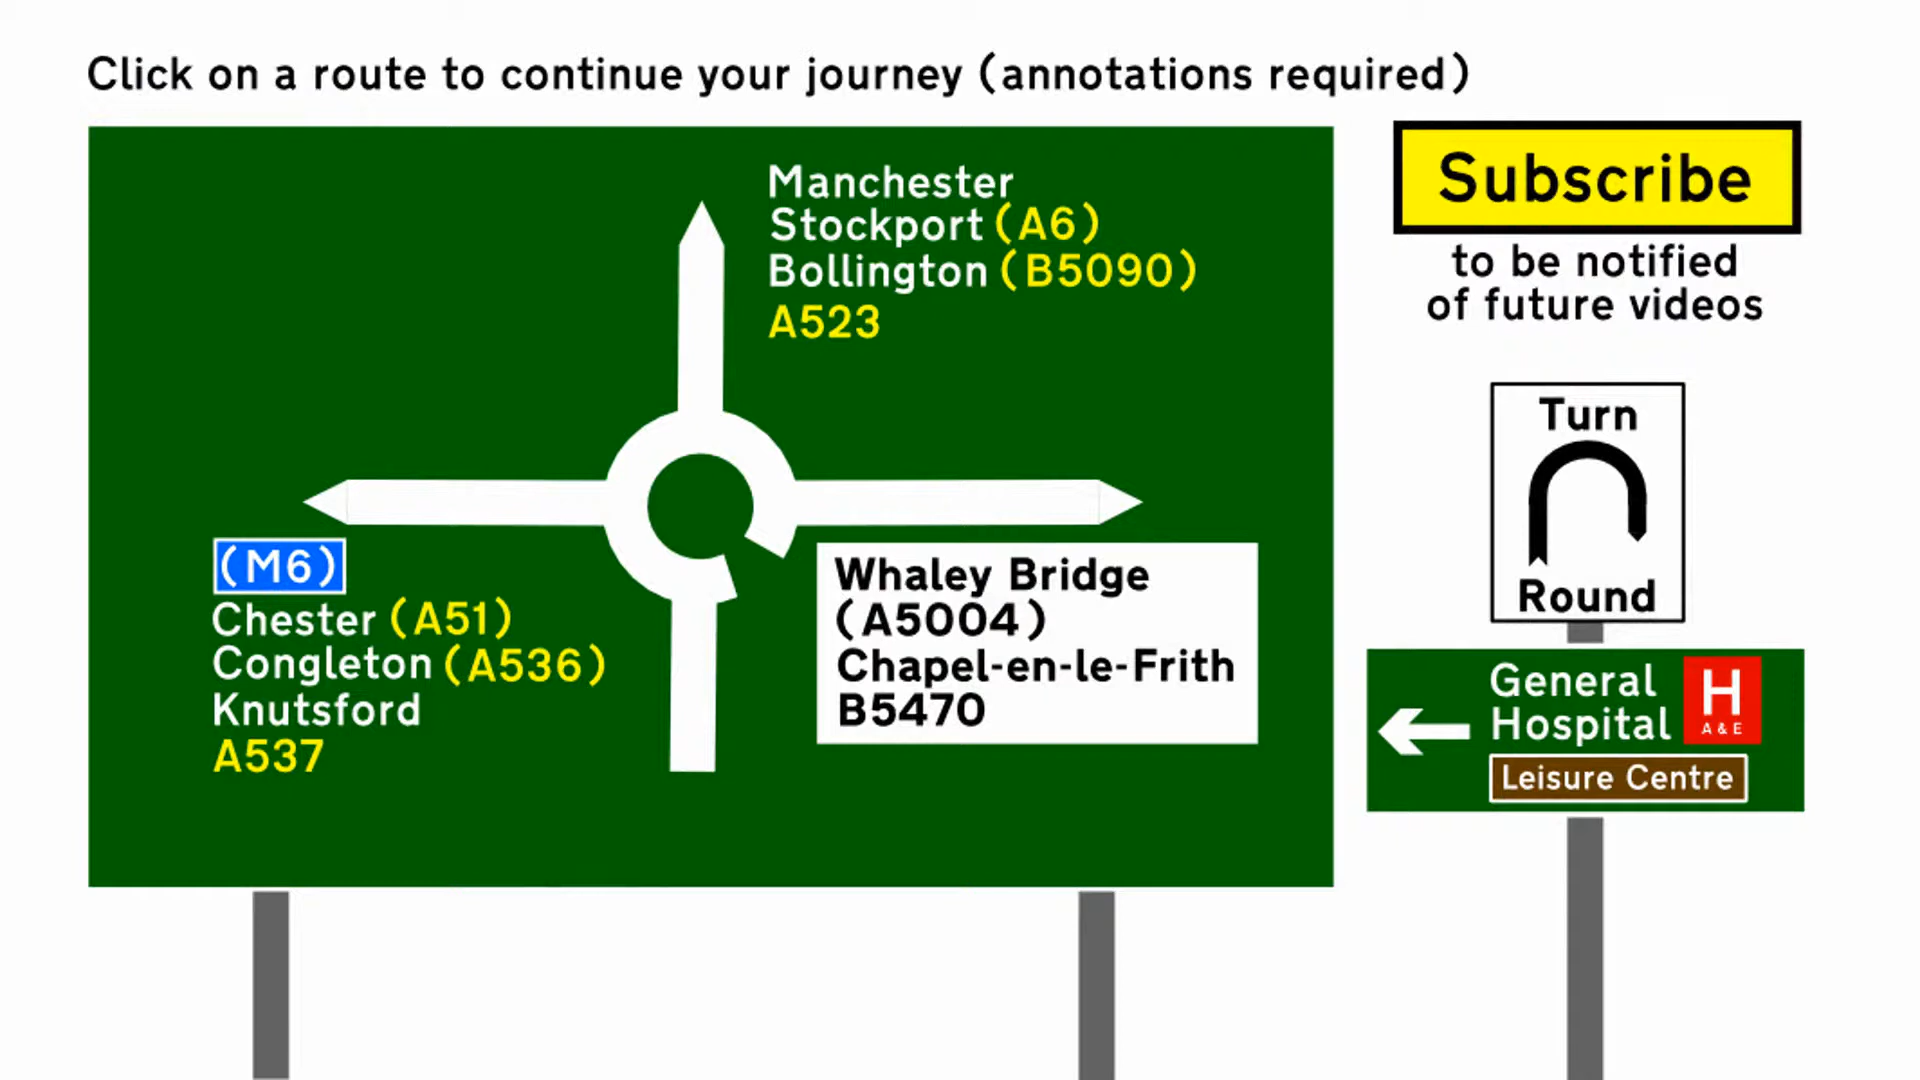 Click on a route to continue your journey (annotations required)
Manchester
Stockport (A6)
Bollington (B5090)
A523
(M6)
Chester (A51)
Congleton (A536)
Knutsford
A537
Whaley Bridge
(A5004)
Chapel-en-le-Frith
B5470
Subscribe
to be notified
of future videos
Turn
Round
General
Hospital
H
A & E
Leisure Centre